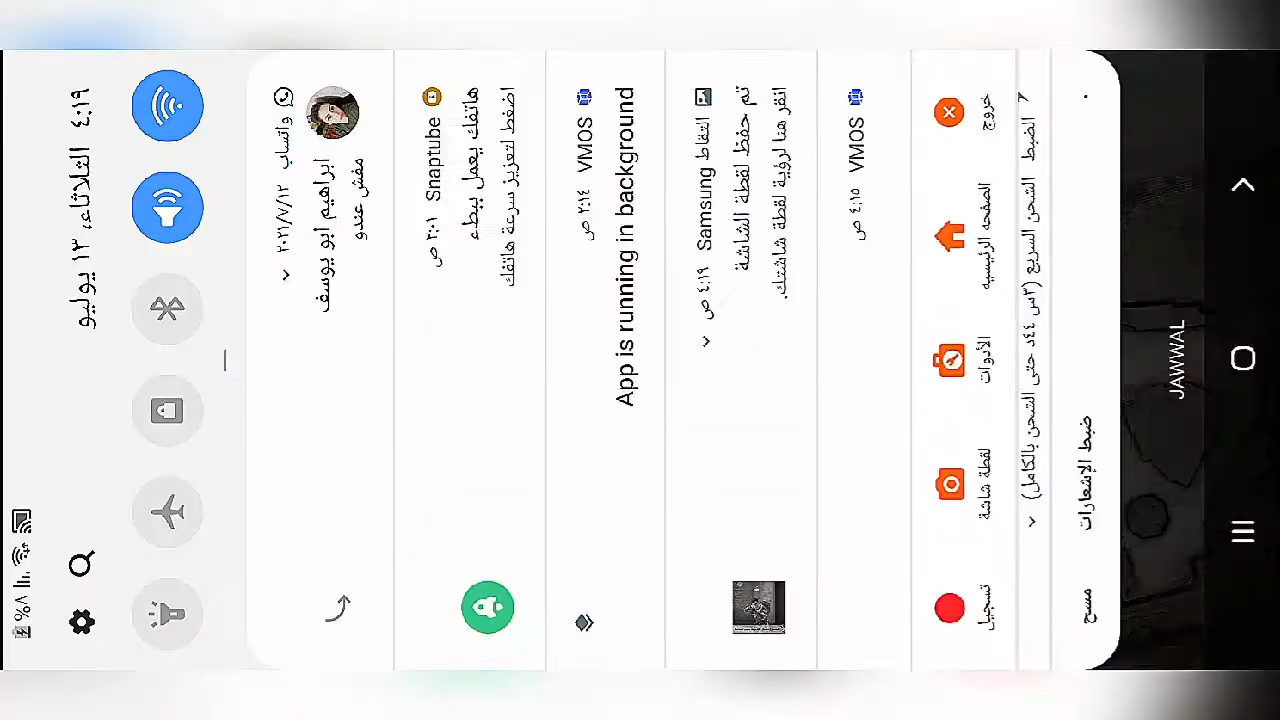 ٪٨
٤:١٩ الثلاثاء، ١٣ يوليو
واتساب ٢٠٢١/٧/١٢
ابراهيم ابو يوسف
مفش عندو
Snaptube ٣:٠١ ص
هاتفك يعمل ببطء
اضغط لتعزيز سرعة هاتفك
VMOS ٣:١٤ ص
App is running in background
التقاط Samsung ٤:١٩ ص
تم حفظ لقطة الشاشة
انقر هنا لرؤية لقطة شاشتك.
VMOS ٤:١٥ ص
تسجيل
لقطة شاشة
الأدوات
الصفحه الرئيسيه
خروج
الضبط الشحن السريع (٣س ٤٤د حتى الشحن بالكامل)
ضبط الإشعارات
مسح
JAWWAL